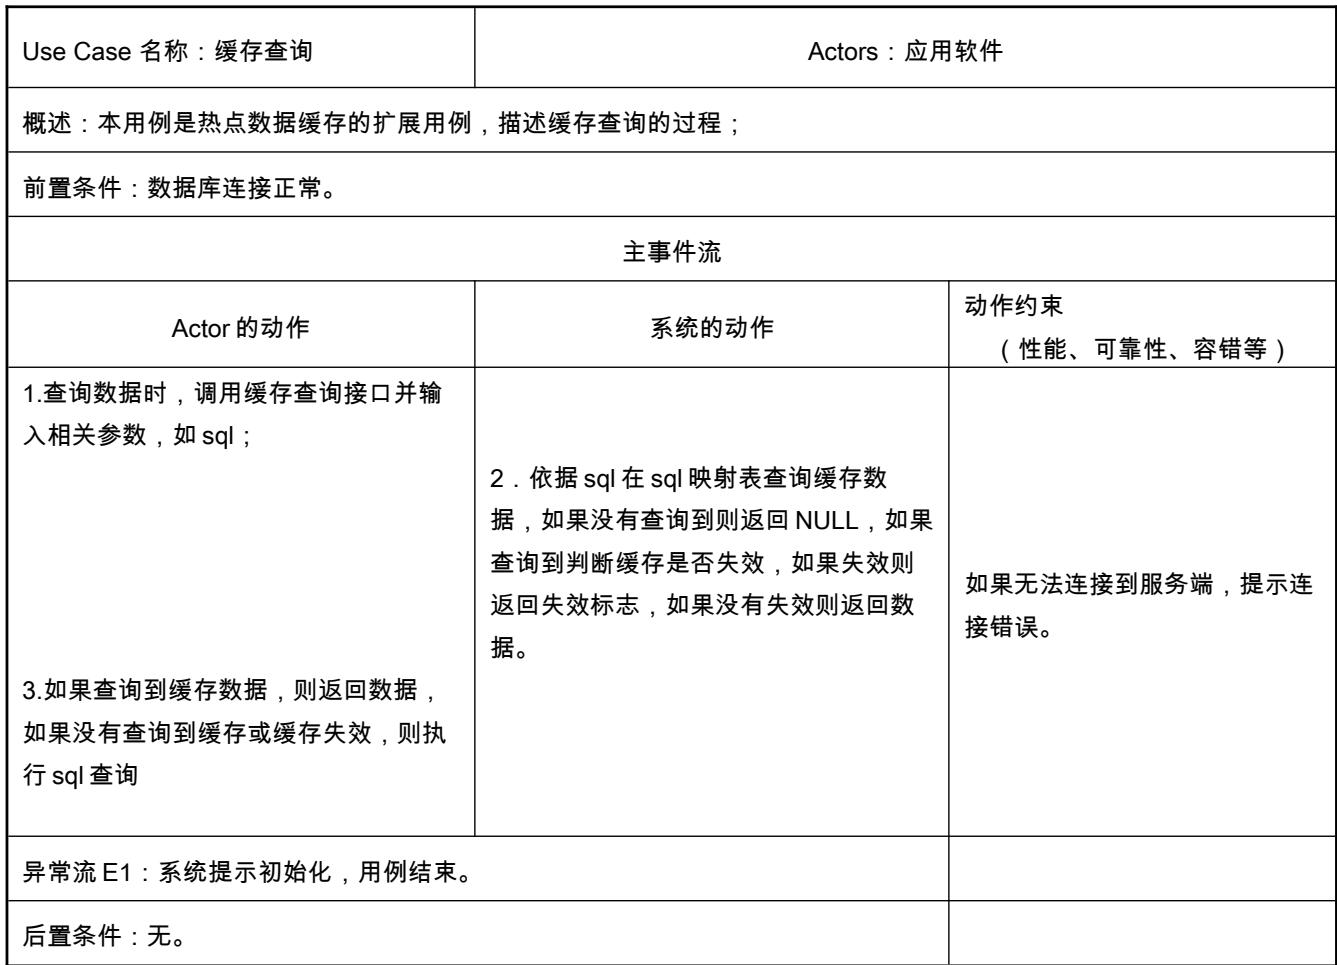 Use Case 名称：缓存查询
Actors：应用软件
概述：本用例是热点数据缓存的扩展用例，描述缓存查询的过程；
前置条件：数据库连接正常。
主事件流
Actor 的动作
系统的动作
动作约束
（性能、可靠性、容错等）
1.查询数据时，调用缓存查询接口并输
入相关参数，如 sql；
2．依据 sql 在 sql 映射表查询缓存数
据，如果没有查询到则返回 NULL，如果
查询到判断缓存是否失效，如果失效则
返回失效标志，如果没有失效则返回数
据。
如果无法连接到服务端，提示连
接错误。
3.如果查询到缓存数据，则返回数据，
如果没有查询到缓存或缓存失效，则执
行 sql 查询
异常流 E1：系统提示初始化，用例结束。
后置条件：无。